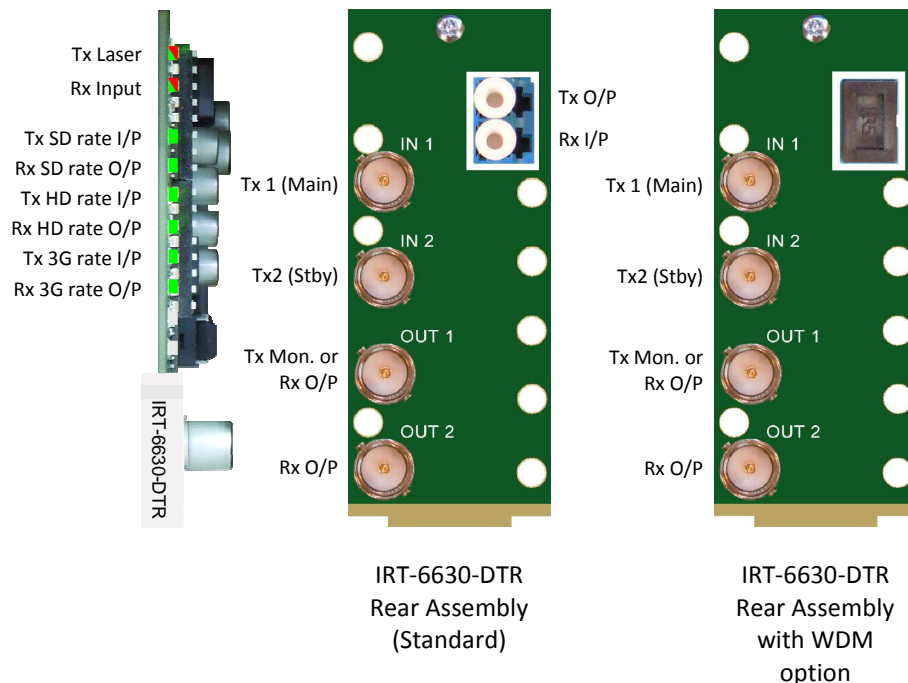 Tx Laser
Rx Input
Tx SD rate I/P
Rx SD rate O/P
Tx HD rate I/P
Rx HD rate O/P
Tx 3G rate I/P
Rx 3G rate O/P
IRT-6630-DTR
Tx O/P
Rx I/P
IN 1
Tx 1 (Main)
IN 2
Tx2 (Stby)
OUT 1
Tx Mon. or
Rx O/P
OUT 2
Rx O/P
IRT-6630-DTR
Rear Assembly
(Standard)
IN 1
Tx 1 (Main)
IN 2
Tx2 (Stby)
OUT 1
Tx Mon. or
Rx O/P
OUT 2
Rx O/P
IRT-6630-DTR
Rear Assembly
with WDM
option